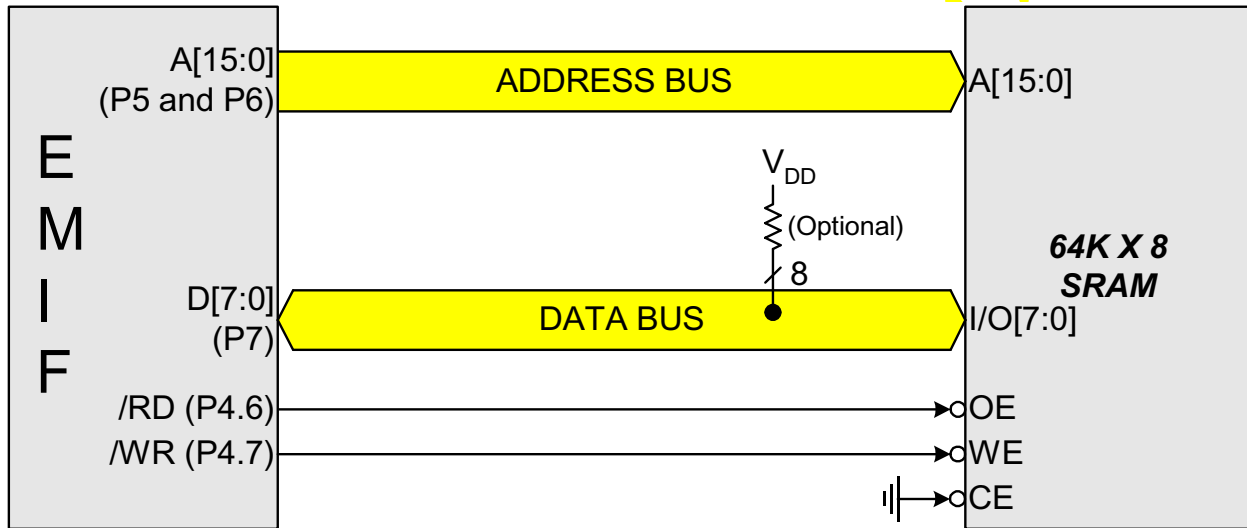 A[15:0]
(P5 and P6)
ADDRESS BUS
A[15:0]
E
M
I
F
VDD
(Optional)
8
64K X 8
SRAM
D[7:0]
(P7)
DATA BUS
I/O[7:0]
/RD (P4.6)
OE
/WR (P4.7)
WE
CE